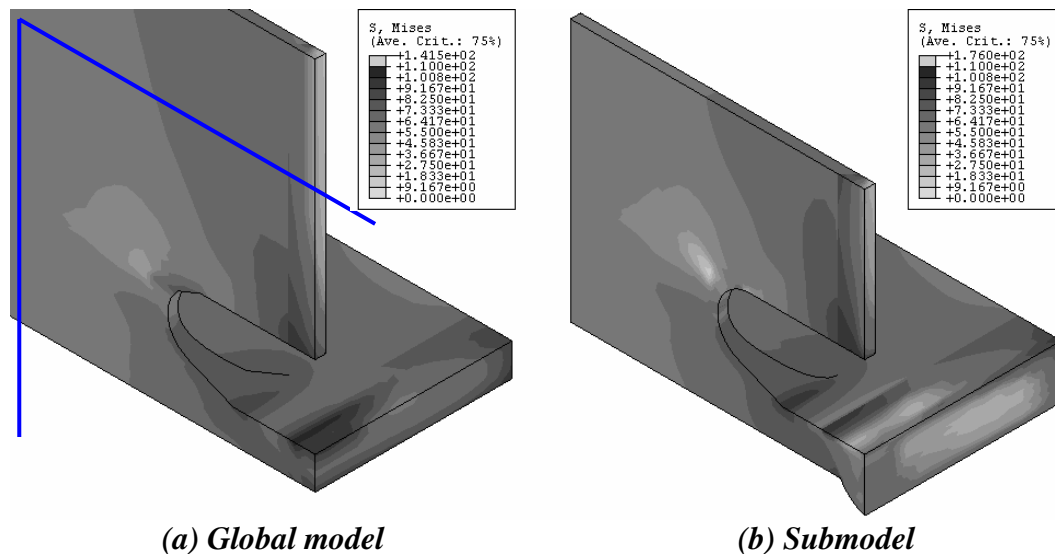 S, Mises
(Ave. Crit.: 75%)
+1.415e+02
+1.100e+02
+1.008e+02
+9.167e+01
+8.250e+01
+7.333e+01
+6.417e+01
+5.500e+01
+4.583e+01
+3.667e+01
+2.750e+01
+1.833e+01
+9.167e+00
+0.000e+00
S, Mises
(Ave. Crit.: 75%)
+1.760e+02
+1.100e+02
+1.008e+02
+9.167e+01
+8.250e+01
+7.333e+01
+6.417e+01
+5.500e+01
+4.583e+01
+3.667e+01
+2.750e+01
+1.833e+01
+9.167e+00
+0.000e+00
(a) Global model
(b) Submodel